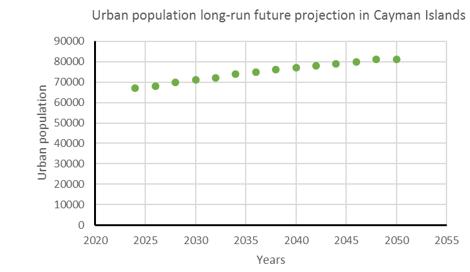 Urban population long-run future projection in Cayman Islands
90000
80000
70000
60000
50000
40000
30000
20000
10000
0
Urban population
2020 2025 2030 2035 2040 2045 2050 2055
Years